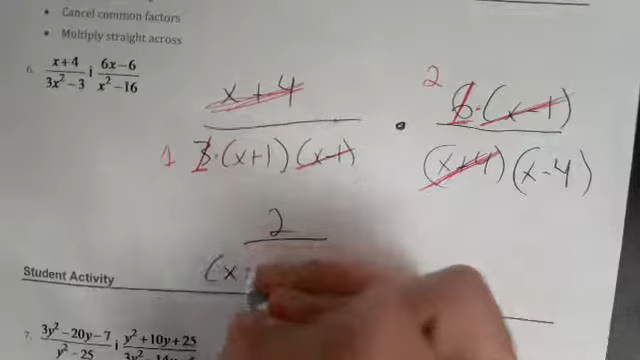 • Cancel common factors
• Multiply straight across
6. x+4 / 3x²-3 i 6x-6 / x²-16
x+4 / 3·(x+1)(x-1) · 6·(x-1) / (x+4)(x-4)
1 2
2
(x
Student Activity
7. 3y²-20y-7 / y²-25 i y²+10y+25